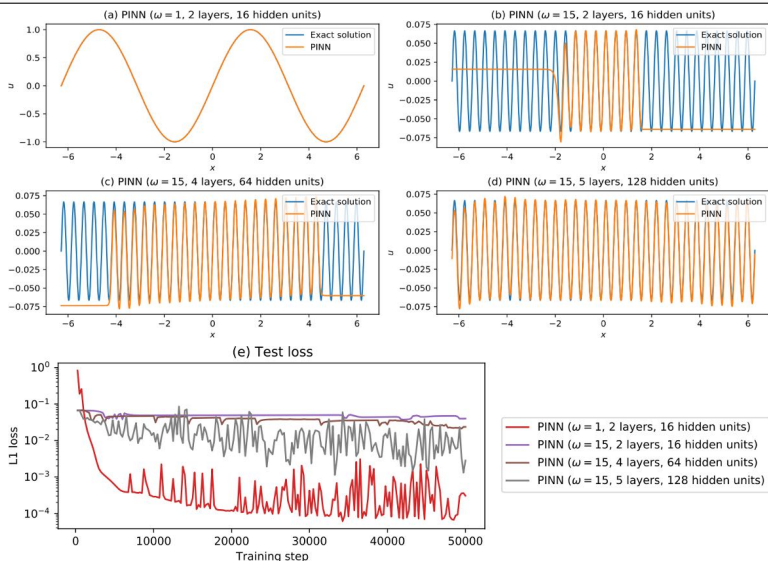 (a) PINN (ω = 1, 2 layers, 16 hidden units)
1.0
0.5
0.0
−0.5
−1.0
u
Exact solution
PINN
−6 −4 −2 0 2 4 6
x
(b) PINN (ω = 15, 2 layers, 16 hidden units)
0.075
0.050
0.025
0.000
−0.025
−0.050
−0.075
u
Exact solution
PINN
−6 −4 −2 0 2 4 6
x
(c) PINN (ω = 15, 4 layers, 64 hidden units)
0.075
0.050
0.025
0.000
−0.025
−0.050
−0.075
u
Exact solution
PINN
−6 −4 −2 0 2 4 6
x
(d) PINN (ω = 15, 5 layers, 128 hidden units)
0.075
0.050
0.025
0.000
−0.025
−0.050
−0.075
u
Exact solution
PINN
−6 −4 −2 0 2 4 6
x
(e) Test loss
10⁰
10⁻¹
10⁻²
10⁻³
10⁻⁴
L1 loss
0 10000 20000 30000 40000 50000
Training step
PINN (ω = 1, 2 layers, 16 hidden units)
PINN (ω = 15, 2 layers, 16 hidden units)
PINN (ω = 15, 4 layers, 64 hidden units)
PINN (ω = 15, 5 layers, 128 hidden units)